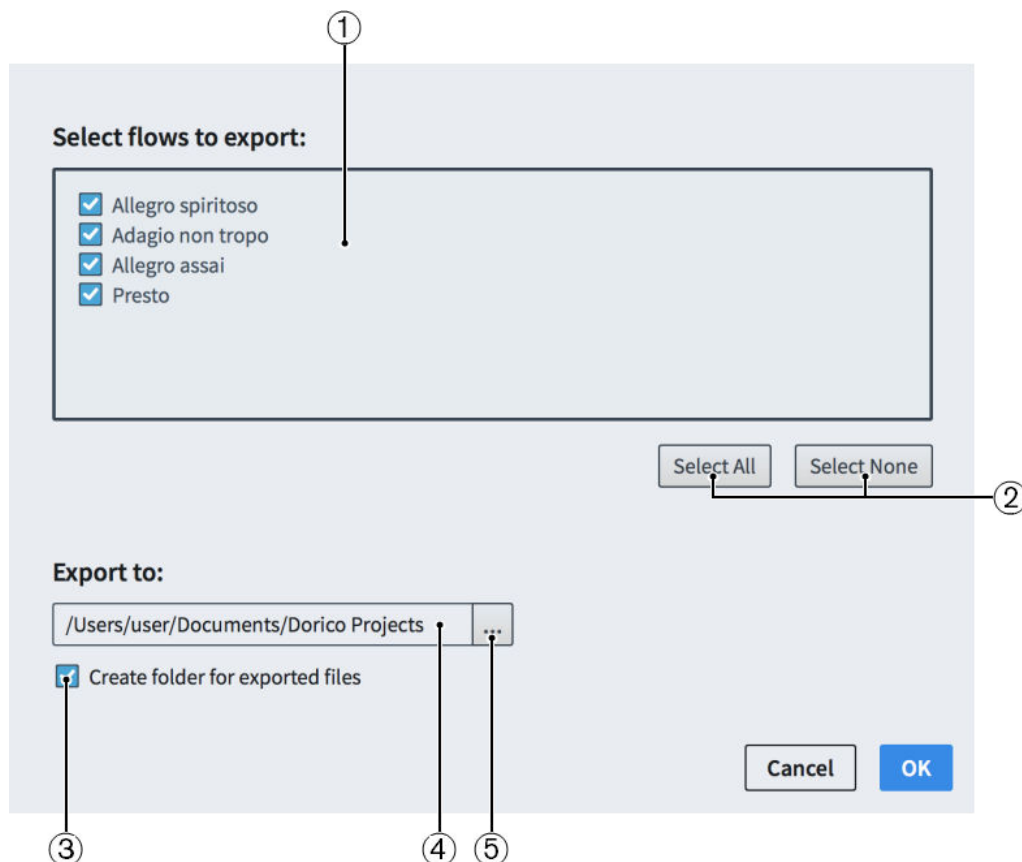 ①
Select flows to export:
Allegro spiritoso
Adagio non tropo
Allegro assai
Presto
Select All Select None
②
Export to:
/Users/user/Documents/Dorico Projects ...
Create folder for exported files
Cancel OK
③ ④ ⑤